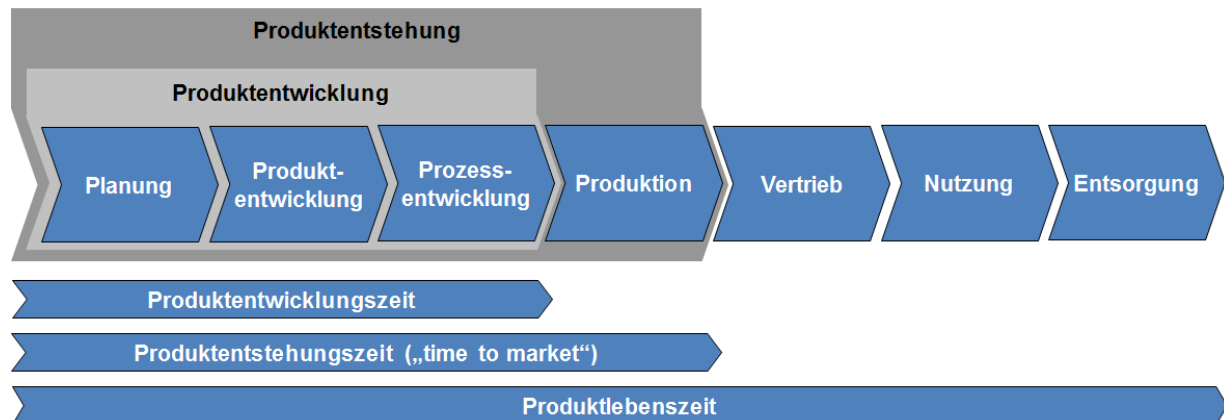 Produktentstehung
Produktentwicklung
Planung
Produkt-
entwicklung
Prozess-
entwicklung
Produktion
Vertrieb
Nutzung
Entsorgung
Produktentwicklungszeit
Produktentstehungszeit („time to market“)
Produktlebenszeit